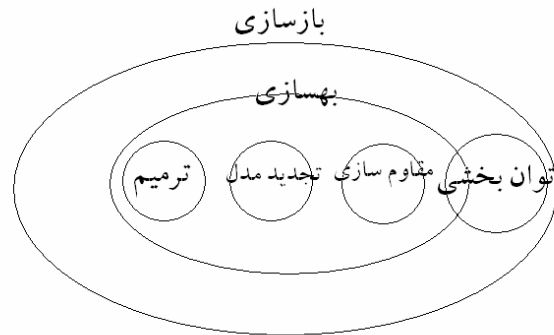 بازسازی
بهسازی
توان بخشی
مقاوم سازی
تجدید مدل
ترمیم